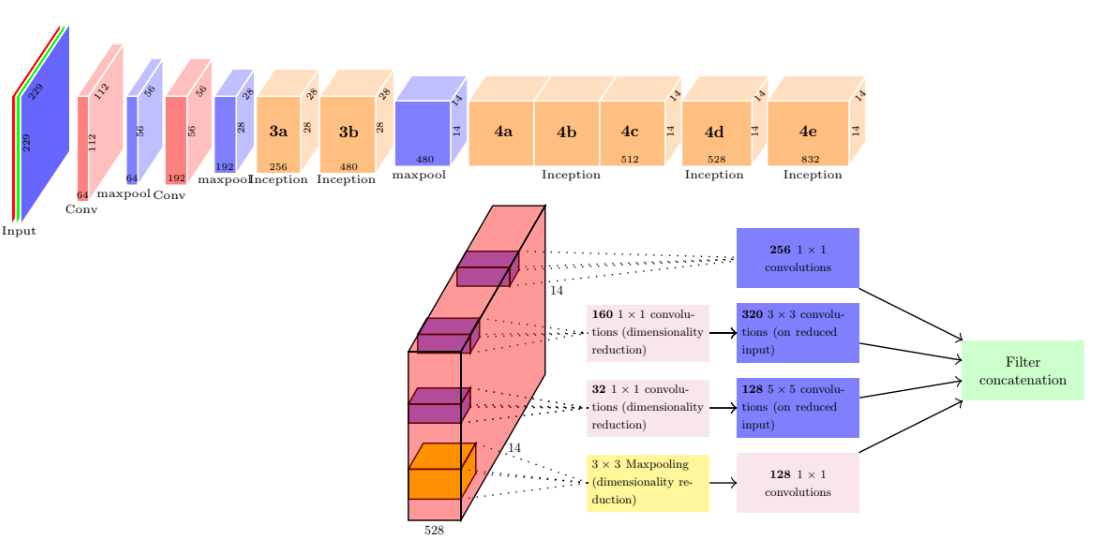 229
229
Input
112
112
64
Conv
56
56
64
maxpool
56
56
192
Conv
28
28
192
maxpool
28
28
3a
256
Inception
28
28
3b
480
Inception
14
14
480
maxpool
4a
4b
4c
14
14
512
Inception
4d
14
14
528
Inception
4e
14
14
832
Inception
14
14
528
256 1 × 1
convolutions
160 1 × 1 convolu-
tions (dimensionality
reduction)
320 3 × 3 convolu-
tions (on reduced
input)
32 1 × 1 convolu-
tions (dimensionality
reduction)
128 5 × 5 convolu-
tions (on reduced
input)
3 × 3 Maxpooling
(dimensionality re-
duction)
128 1 × 1
convolutions
Filter
concatenation